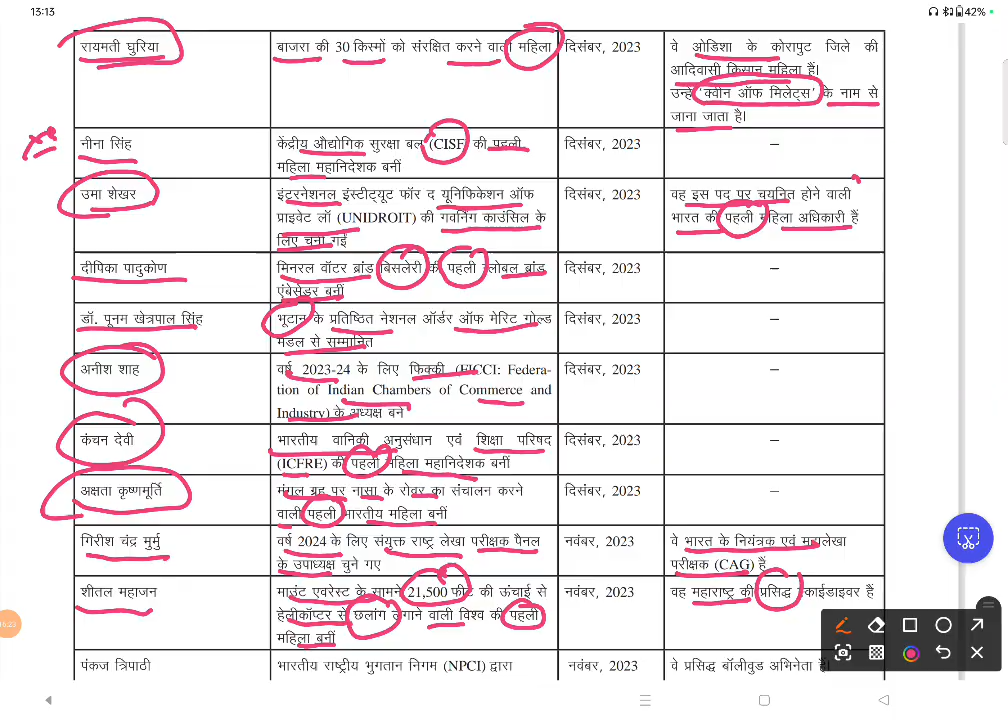 13:13
42%
रायमती घुरिया
बाजरा की 30 किस्मों को संरक्षित करने वाली महिला
दिसंबर, 2023
वे ओडिशा के कोरापुट जिले की
आदिवासी किसान महिला हैं।
उन्हें 'क्वीन ऑफ मिलेट्स' के नाम से
जाना जाता है।
नीना सिंह
केंद्रीय औद्योगिक सुरक्षा बल (CISF) की पहली
महिला महानिदेशक बनीं
दिसंबर, 2023
–
उमा शेखर
इंटरनेशनल इंस्टीट्यूट फॉर द यूनिफिकेशन ऑफ
प्राइवेट लॉ (UNIDROIT) की गवर्निंग काउंसिल के
लिए चुना गईं
दिसंबर, 2023
वह इस पद पर चयनित होने वाली
भारत की पहली महिला अधिकारी हैं
दीपिका पादुकोण
मिनरल वॉटर ब्रांड बिसलेरी की पहली ग्लोबल ब्रांड
एंबेसेडर बनीं
दिसंबर, 2023
–
डॉ. पूनम खेत्रपाल सिंह
भूटान के प्रतिष्ठित नेशनल ऑर्डर ऑफ मेरिट गोल्ड
मेडल से सम्मानित
दिसंबर, 2023
–
अनीश शाह
वर्ष 2023-24 के लिए फिक्की (FICCI: Federa-
tion of Indian Chambers of Commerce and
Industry) के अध्यक्ष बने
दिसंबर, 2023
–
कंचन देवी
भारतीय वानिकी अनुसंधान एवं शिक्षा परिषद
(ICFRE) की पहली महिला महानिदेशक बनीं
दिसंबर, 2023
–
अक्षता कृष्णमूर्ति
मंगल ग्रह पर नासा के रोवर का संचालन करने
वाली पहली भारतीय महिला बनीं
दिसंबर, 2023
–
गिरीश चंद्र मुर्मु
वर्ष 2024 के लिए संयुक्त राष्ट्र लेखा परीक्षक पैनल
के उपाध्यक्ष चुने गए
नवंबर, 2023
वे भारत के नियंत्रक एवं महालेखा
परीक्षक (CAG) हैं
शीतल महाजन
माउंट एवरेस्ट के सामने 21,500 फीट की ऊंचाई से
हेलीकॉप्टर से छलांग लगाने वाली विश्व की पहली
महिला बनीं
नवंबर, 2023
वह महाराष्ट्र की प्रसिद्ध स्काईडाइवर हैं
पंकज त्रिपाठी
भारतीय राष्ट्रीय भुगतान निगम (NPCI) द्वारा
नवंबर, 2023
वे प्रसिद्ध बॉलीवुड अभिनेता हैं।